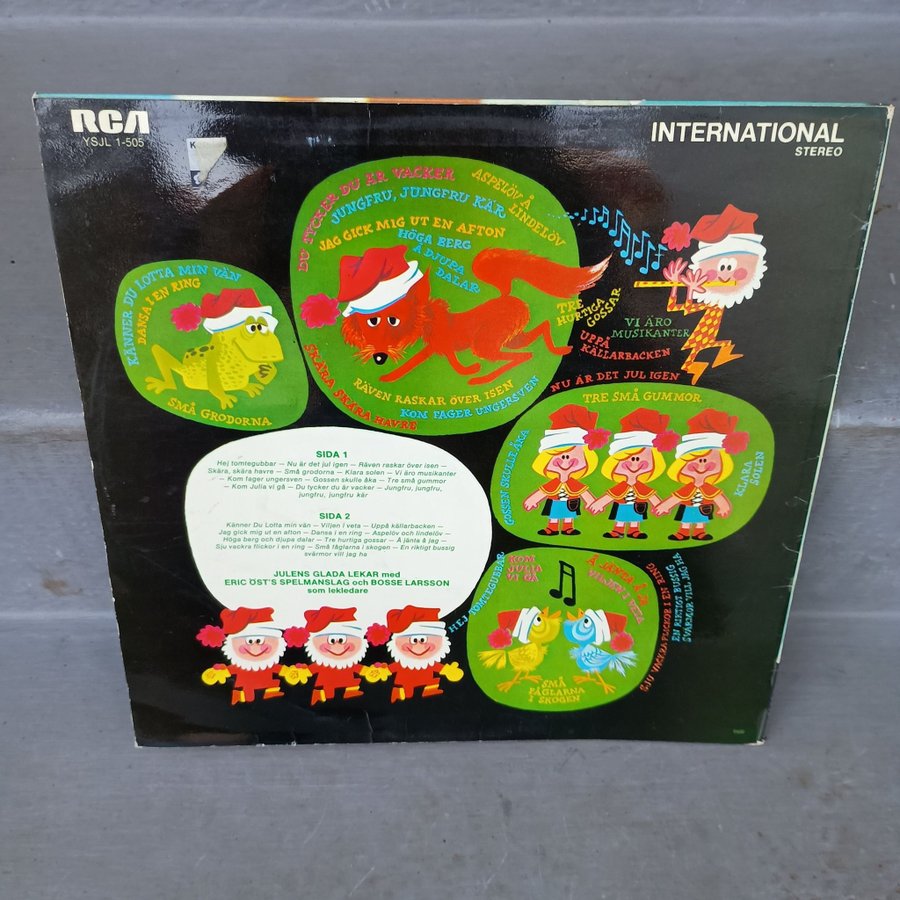 RCA
YSJL 1-505
K
INTERNATIONAL
STEREO
DU TYCKER DU ÄR VACKER
ASPELÖV Å LINDELÖV
JUNGFRU, JUNGFRU KÄR
JAG GICK MIG UT EN AFTON
HÖGA BERG
Å DJUPA
DALAR
TRE
HURTIGA
GOSSAR
VI ÄRO
MUSIKANTER
UPPÅ
KÄLLARBACKEN
KÄNNER DU LOTTA MIN VÄN
DANSA I EN RING
SMÅ GRODORNA
SKÄRA SKÄRA HAVRE
RÄVEN RASKAR ÖVER ISEN
KOM FAGER UNGERSVEN
NU ÄR DET JUL IGEN
TRE SMÅ GUMMOR
GOSSEN SKULLE ÅKA
KLARA
SOLEN
SIDA 1
Hej tomtegubbar – Nu är det jul igen – Räven raskar över isen –
Skära, skära havre – Små grodorna – Klara solen – Vi äro musikanter
– Kom fager ungersven – Gossen skulle åka – Tre små gummor
– Kom Julia vi gå – Du tycker du är vacker – Jungfru, jungfru,
jungfru, jungfru kär
SIDA 2
Känner Du Lotta min vän – Viljen i veta – Uppå källarbacken –
Jag gick mig ut en afton – Dansa i en ring – Aspelöv och lindelöv –
Höga berg och djupa dalar – Tre hurtiga gossar – Å jänta å jag –
Sju vackra flickor i en ring – Små fåglarna i skogen – En riktigt bussig
svärmor vill jag ha
JULENS GLADA LEKAR med
ERIC ÖST'S SPELMANSLAG och BOSSE LARSSON
som lekledare
HEJ TOMTEGUBBAR
KOM
JULIA
VI GÅ
Å JÄNTA Å JA
VILJEN I VETA
SJU VACKRA FLICKOR I EN RING
EN RIKTIGT BUSSIG
SVÄRMOR VILL JAG HA
SMÅ
FÅGLARNA
I SKOGEN